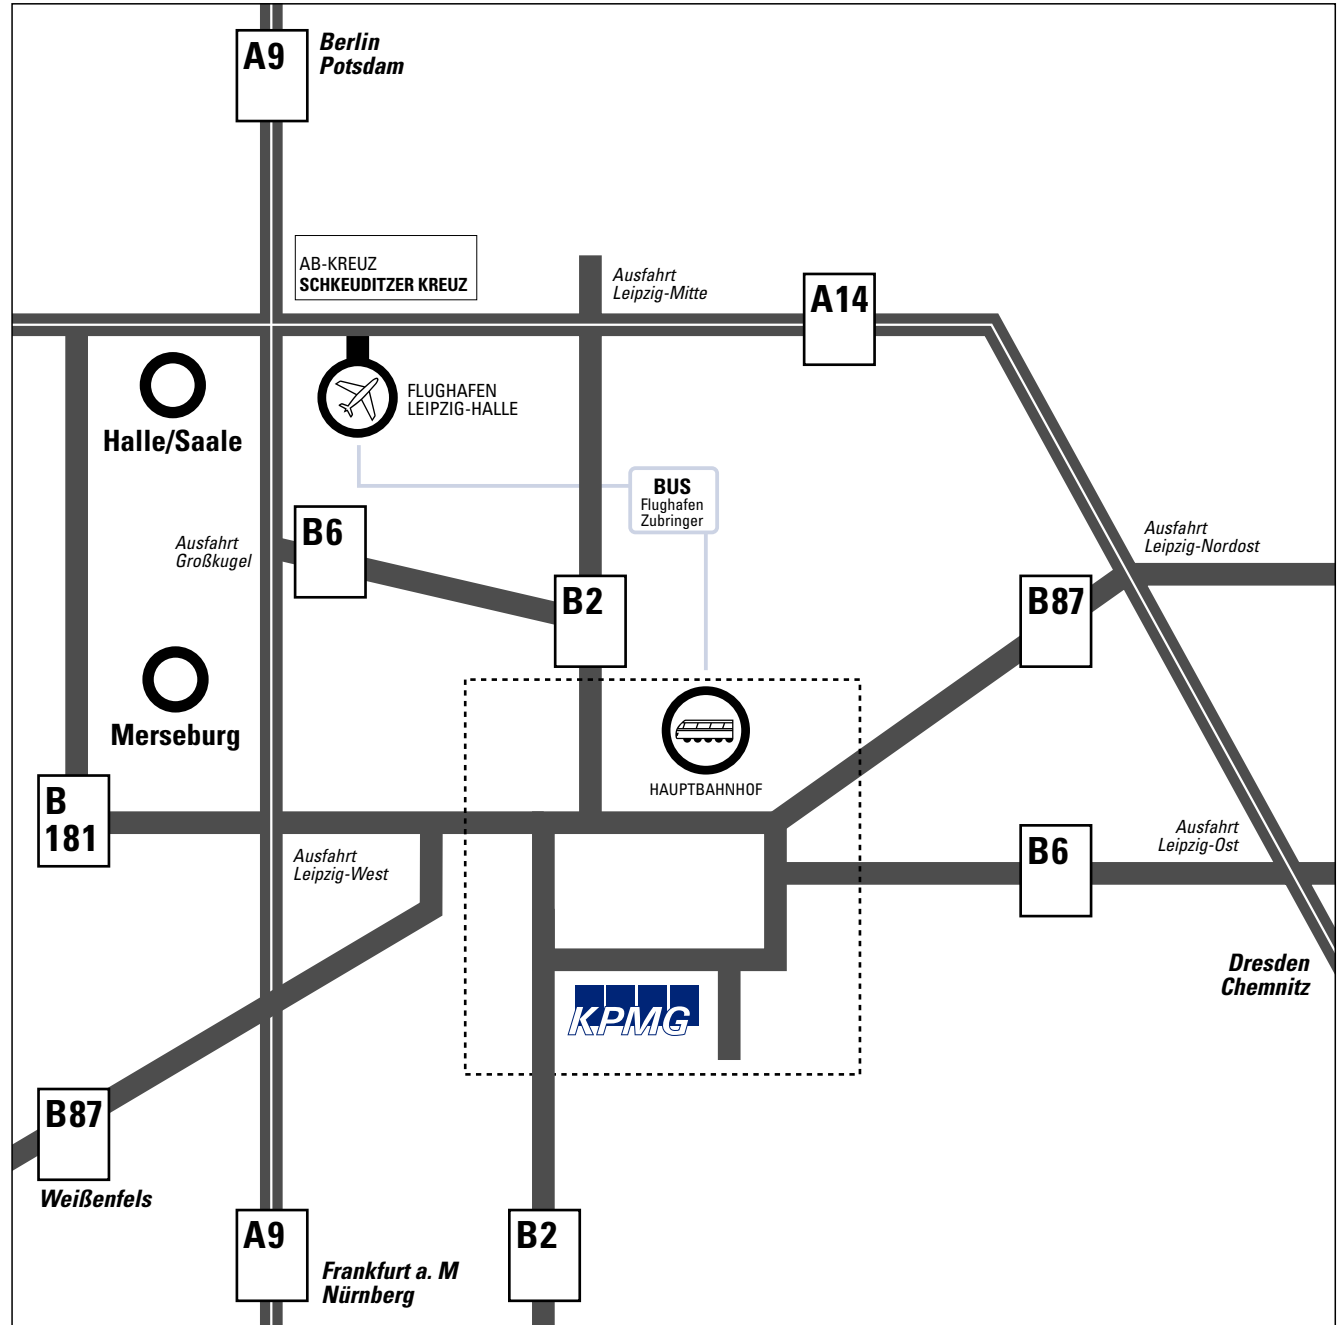 A9
Berlin
Potsdam
AB-KREUZ
SCHKEUDITZER KREUZ
Ausfahrt
Leipzig-Mitte
A14
FLUGHAFEN
LEIPZIG-HALLE
Halle/Saale
BUS
Flughafen
Zubringer
B6
Ausfahrt
Großkugel
Ausfahrt
Leipzig-Nordost
B2
B87
Merseburg
HAUPTBAHNHOF
B
181
Ausfahrt
Leipzig-West
B6
Ausfahrt
Leipzig-Ost
Dresden
Chemnitz
KPMG
B87
Weißenfels
A9
Frankfurt a. M
Nürnberg
B2